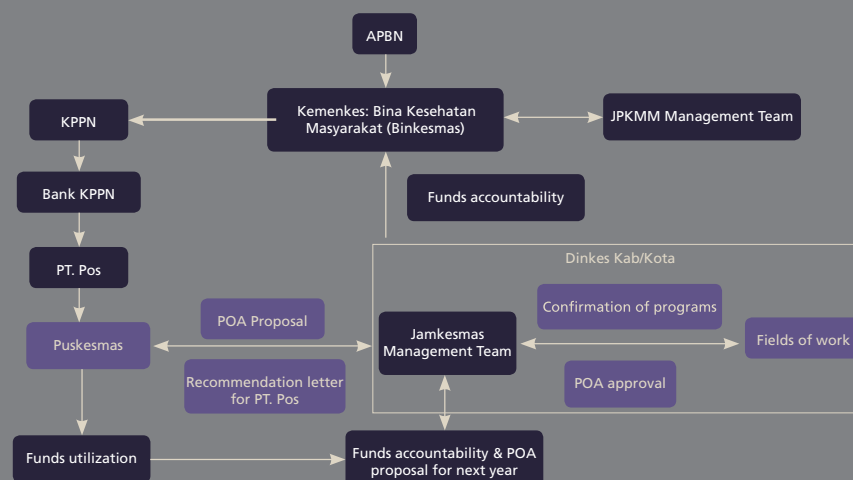 APBN
Kemenkes: Bina Kesehatan
Masyarakat (Binkesmas)
JPKMM Management Team
KPPN
Bank KPPN
Funds accountability
PT. Pos
Dinkes Kab/Kota
Confirmation of programs
POA Proposal
Puskesmas
Jamkesmas
Management Team
Fields of work
Recommendation letter
for PT. Pos
POA approval
Funds utilization
Funds accountability & POA
proposal for next year